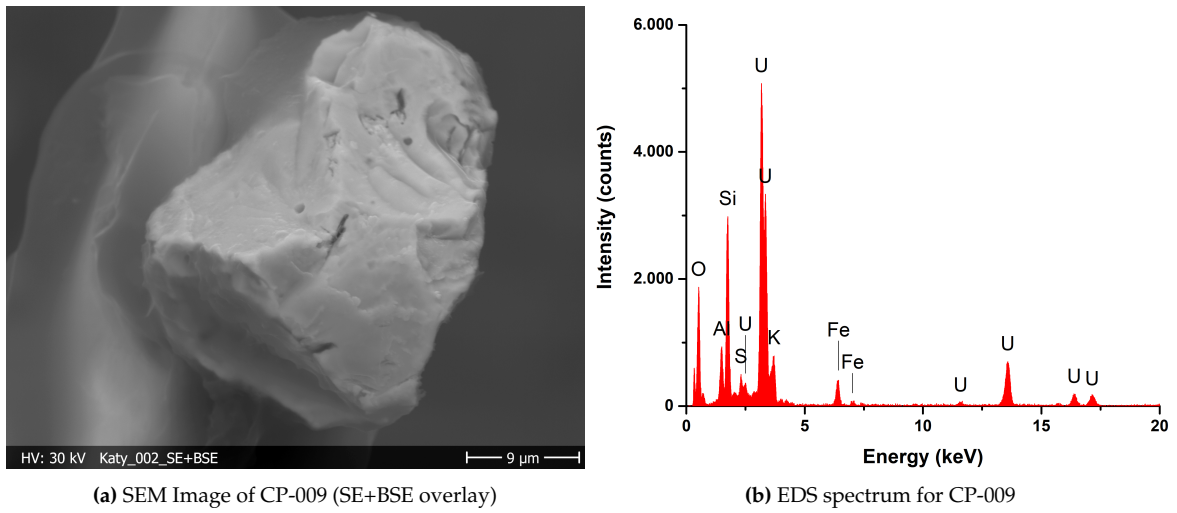 HV: 30 kV Katy_002_SE+BSE 9 µm
(a) SEM Image of CP-009 (SE+BSE overlay)
6.000
4.000
2.000
0
Intensity (counts)
U
U
Si
O
Al
U
S
K
Fe
Fe
U
U
U
U
0
5
10
15
20
Energy (keV)
(b) EDS spectrum for CP-009